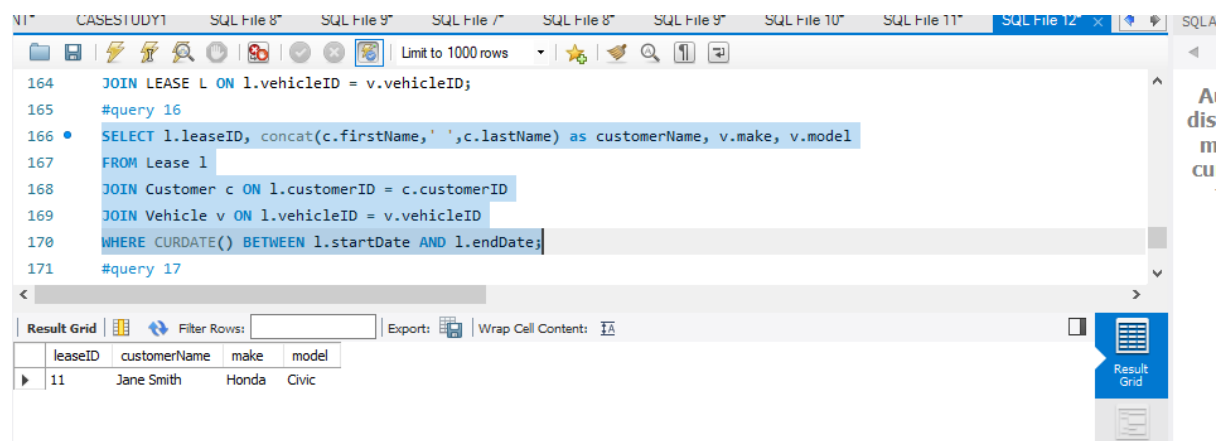 CASESTUDY1 SQL File 8* SQL File 9* SQL File 7* SQL File 8* SQL File 9* SQL File 10* SQL File 11* SQL File 12*
Limit to 1000 rows
164 JOIN LEASE L ON l.vehicleID = v.vehicleID;
165 #query 16
166 SELECT l.leaseID, concat(c.firstName,' ',c.lastName) as customerName, v.make, v.model
167 FROM Lease l
168 JOIN Customer c ON l.customerID = c.customerID
169 JOIN Vehicle v ON l.vehicleID = v.vehicleID
170 WHERE CURDATE() BETWEEN l.startDate AND l.endDate;
171 #query 17
Result Grid Filter Rows: Export: Wrap Cell Content:
leaseID customerName make model
11 Jane Smith Honda Civic
Result
Grid